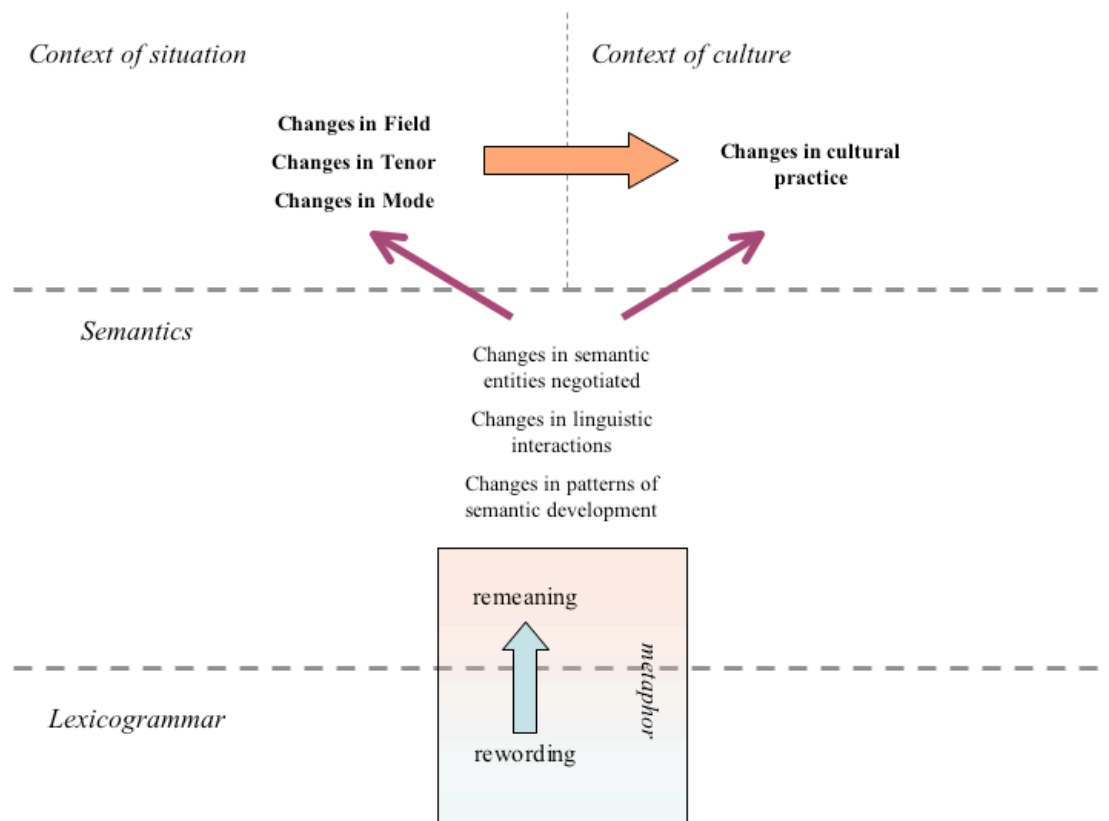 Context of situation
Context of culture
Changes in Field
Changes in Tenor
Changes in Mode
Changes in cultural
practice
Semantics
Changes in semantic
entities negotiated
Changes in linguistic
interactions
Changes in patterns of
semantic development
remeaning
metaphor
Lexicogrammar
rewording